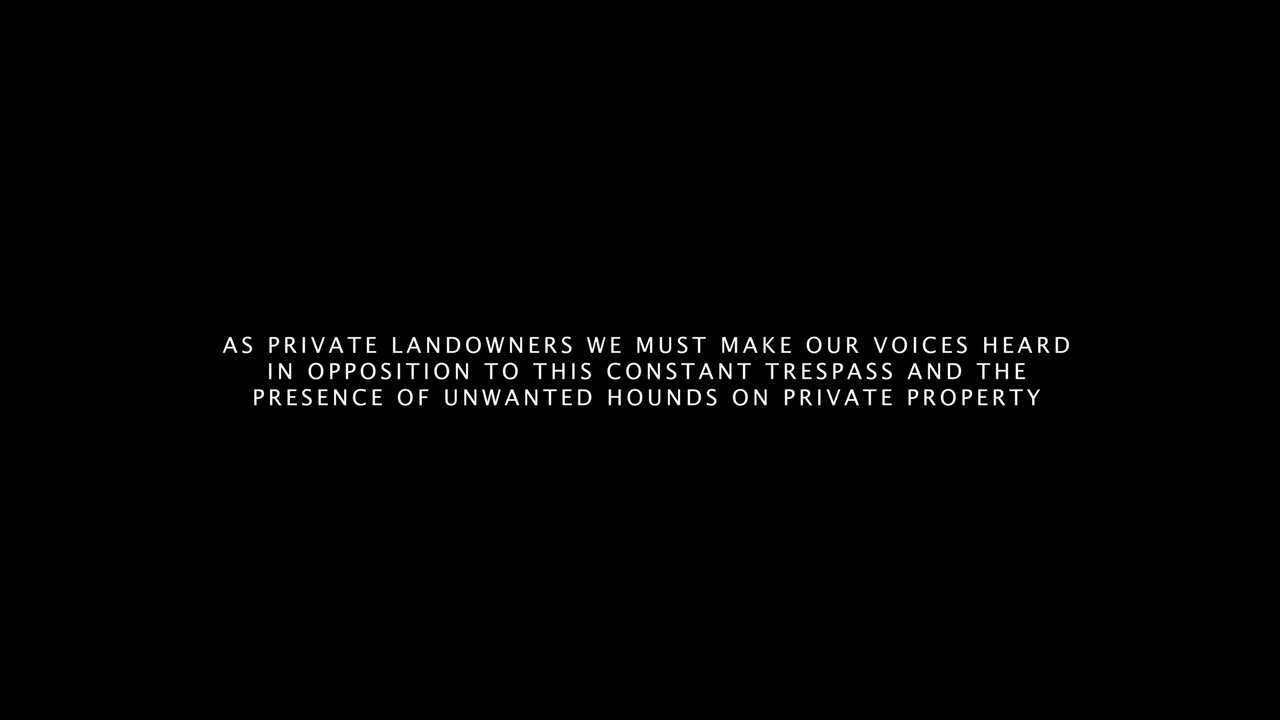 AS PRIVATE LANDOWNERS WE MUST MAKE OUR VOICES HEARD
IN OPPOSITION TO THIS CONSTANT TRESPASS AND THE
PRESENCE OF UNWANTED HOUNDS ON PRIVATE PROPERTY